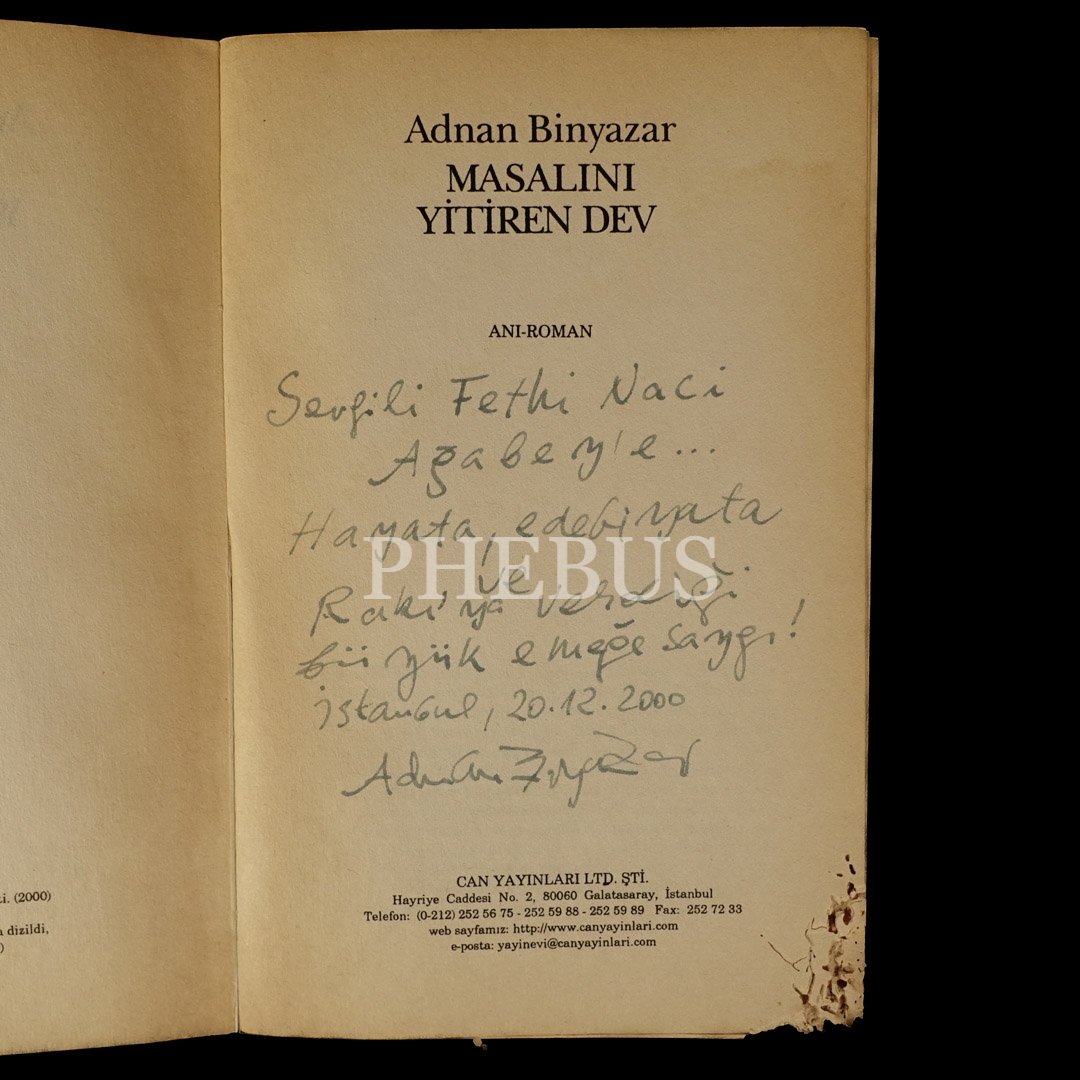 Adnan Binyazar
MASALINI
YİTİREN DEV
ANI-ROMAN
Sevgili Fethi Naci
Ağabey'e...
Hayata, edebiyata
ve
Rakı'ya verdiği
büyük emeğe saygı!
İstanbul, 20.12.2000
Adnan Binyazar
PHEBUS
CAN YAYINLARI LTD. ŞTİ.
Hayriye Caddesi No. 2, 80060 Galatasaray, İstanbul
Telefon: (0-212) 252 56 75 - 252 59 88 - 252 59 89 Fax: 252 72 33
web sayfamız: http://www.canyayinlari.com
e-posta: yayinevi@canyayinlari.com
i. (2000)
a dizildi,
)